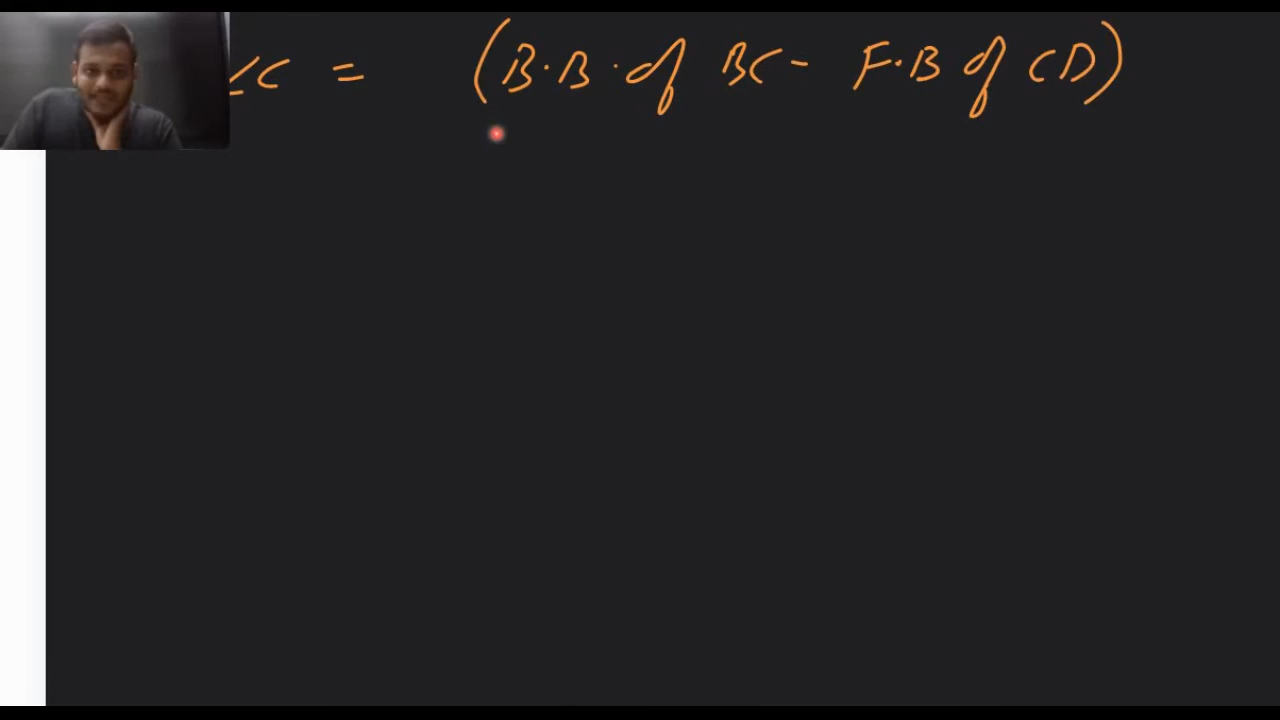 ∠C = (B.B. of BC - F.B of CD)